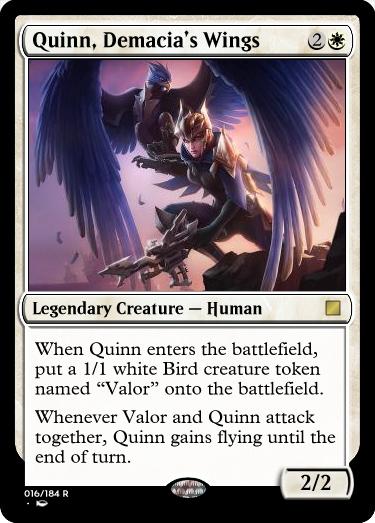 Quinn, Demacia's Wings 2
Legendary Creature — Human
When Quinn enters the battlefield,
put a 1/1 white Bird creature token
named “Valor” onto the battlefield.
Whenever Valor and Quinn attack
together, Quinn gains flying until the
end of turn.
2/2
016/184 R